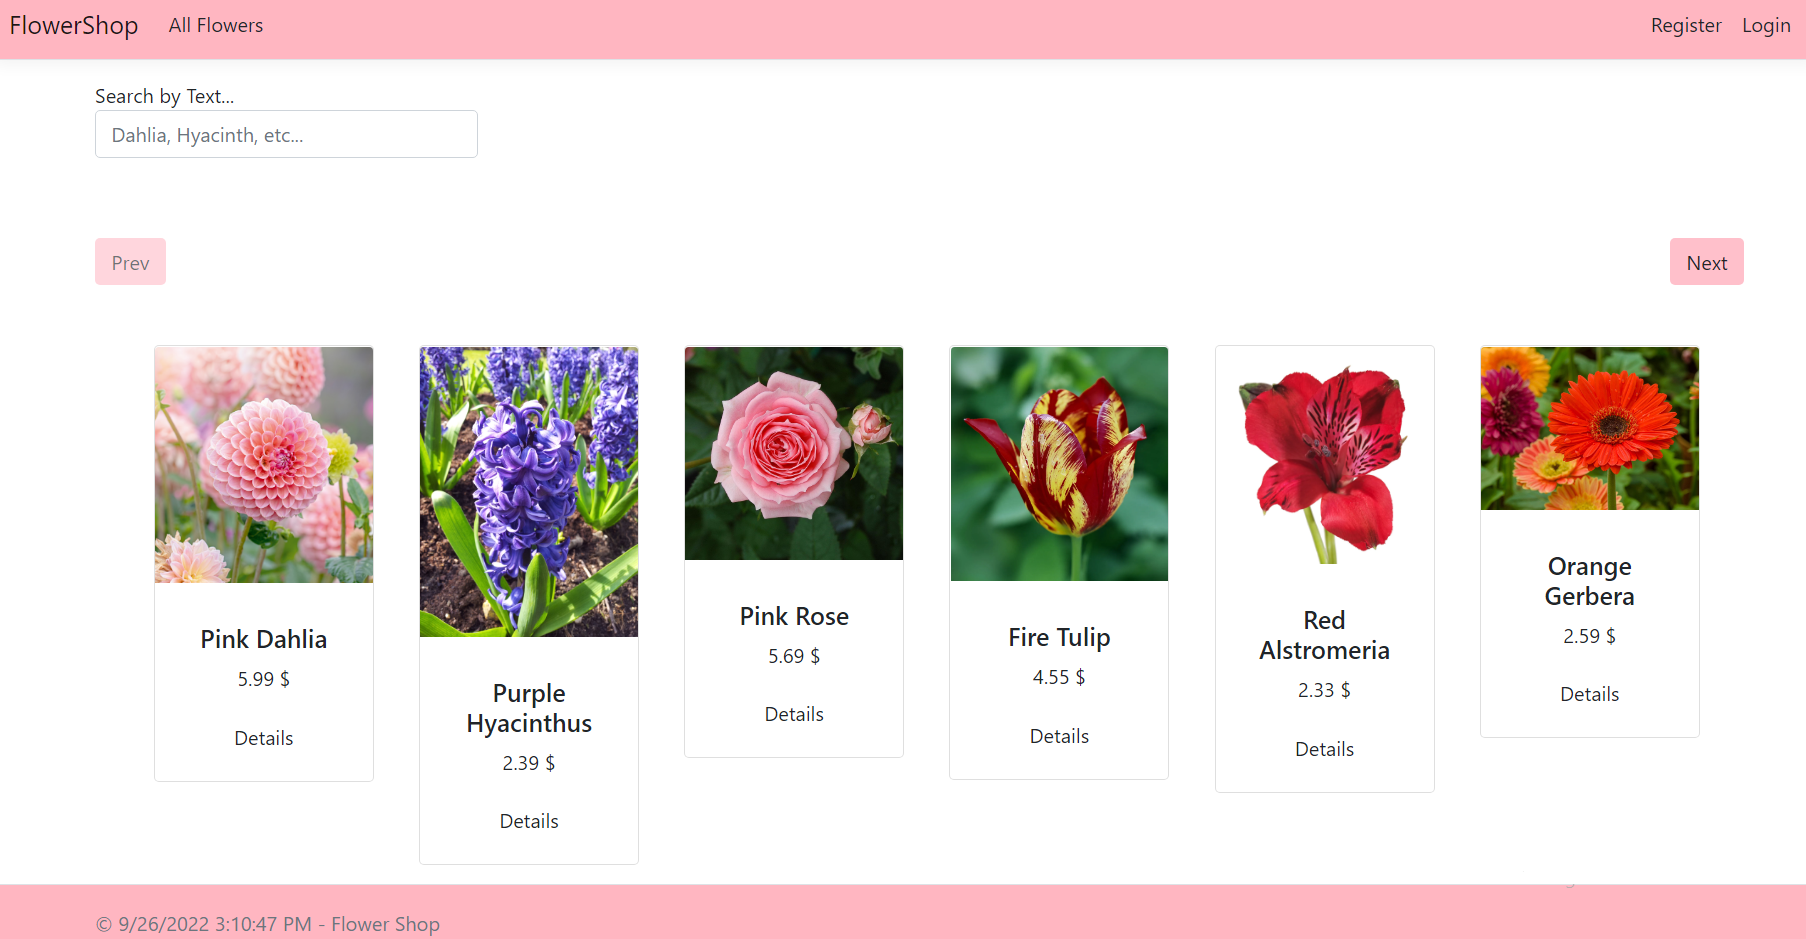 FlowerShop All Flowers Register Login
Search by Text...
Dahlia, Hyacinth, etc...
Prev Next
Pink Dahlia
5.99 $
Details
Purple
Hyacinthus
2.39 $
Details
Pink Rose
5.69 $
Details
Fire Tulip
4.55 $
Details
Red
Alstromeria
2.33 $
Details
Orange
Gerbera
2.59 $
Details
© 9/26/2022 3:10:47 PM - Flower Shop